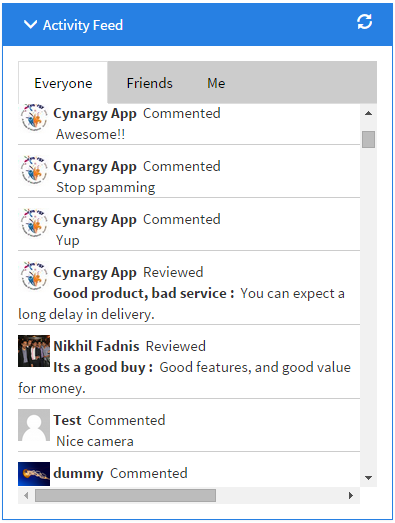 Activity Feed
Everyone Friends Me
Cynargy App Commented
Awesome!!
Cynargy App Commented
Stop spamming
Cynargy App Commented
Yup
Cynargy App Reviewed
Good product, bad service : You can expect a
long delay in delivery.
Nikhil Fadnis Reviewed
Its a good buy : Good features, and good value
for money.
Test Commented
Nice camera
dummy Commented